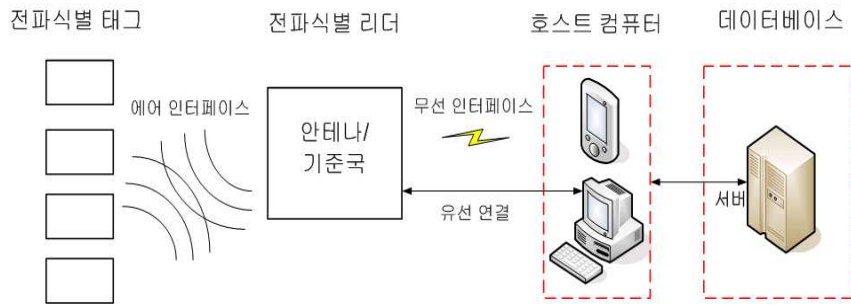 전파식별 태그
전파식별 리더
호스트 컴퓨터
데이터베이스
에어 인터페이스
안테나/
기준국
무선 인터페이스
유선 연결
서버